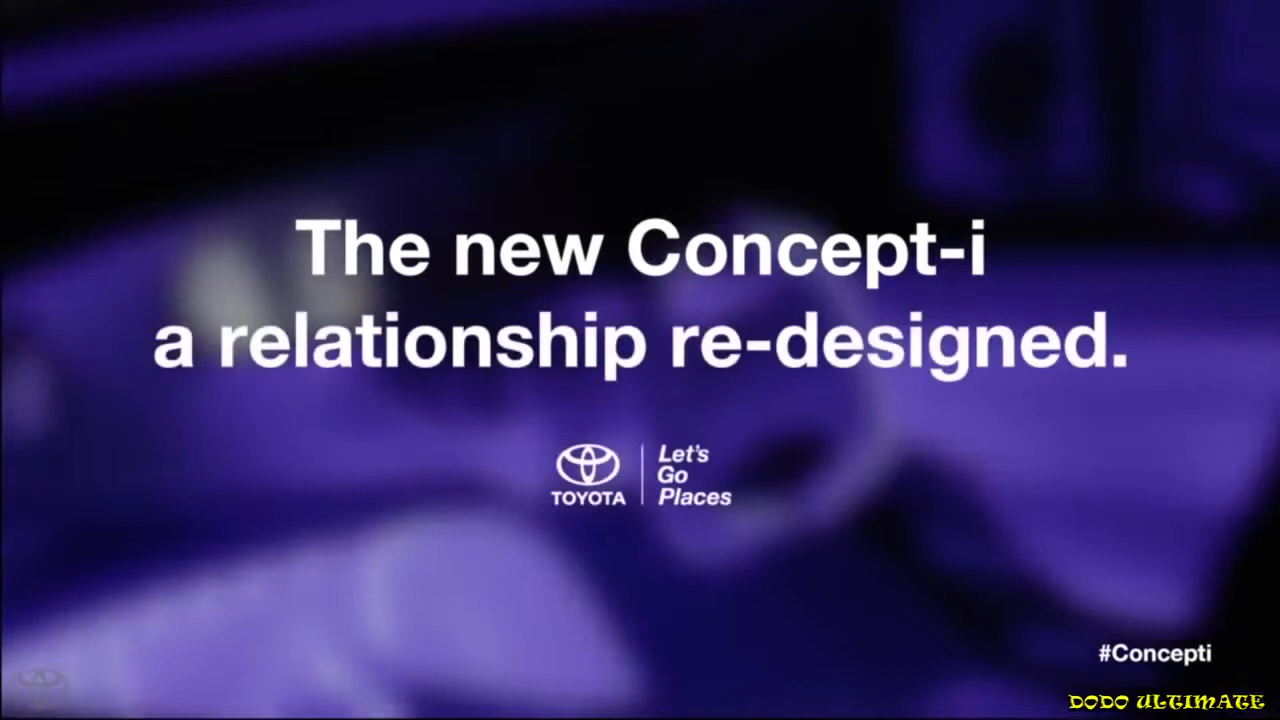 The new Concept-i
a relationship re-designed.
TOYOTA
Let's
Go
Places
#Concepti
DODO ULTIMATE